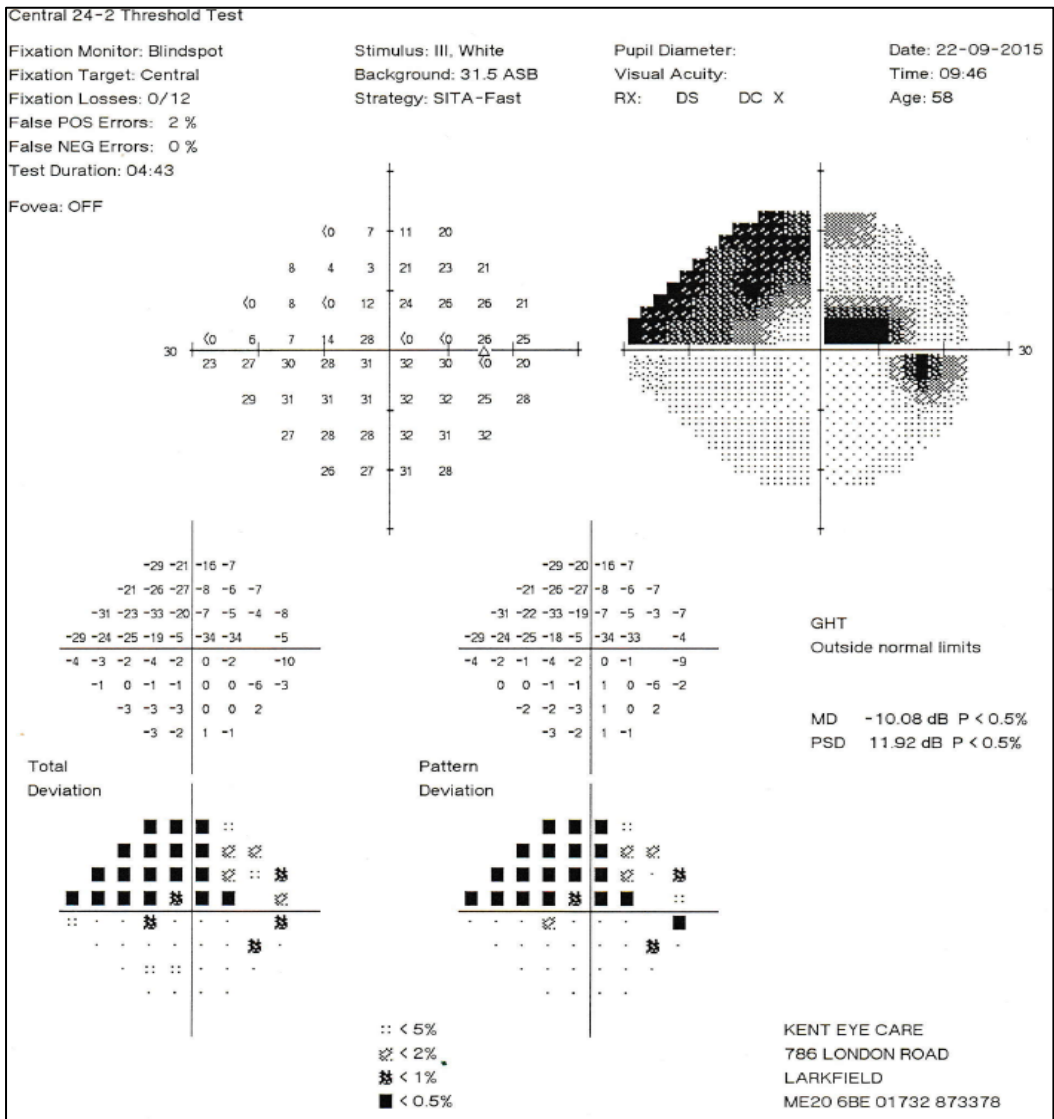 Central 24-2 Threshold Test
Fixation Monitor: Blindspot
Fixation Target: Central
Fixation Losses: 0/12
False POS Errors: 2 %
False NEG Errors: 0 %
Test Duration: 04:43
Fovea: OFF
Stimulus: III, White
Background: 31.5 ASB
Strategy: SITA-Fast
Pupil Diameter:
Visual Acuity:
RX: DS DC X
Date: 22-09-2015
Time: 09:46
Age: 58
<0 7 11 20
8 4 3 21 23 21
<0 8 <0 12 24 26 26 21
<0 6 7 14 28 <0 <0 26 25
30
23 27 30 28 31 32 30 <0 20
29 31 31 31 32 32 25 28
27 28 28 32 31 32
26 27 31 28
30
-29 -21 -16 -7
-21 -26 -27 -8 -6 -7
-31 -23 -33 -20 -7 -5 -4 -8
-29 -24 -25 -19 -5 -34 -34 -5
-4 -3 -2 -4 -2 0 -2 -10
-1 0 -1 -1 0 0 -6 -3
-3 -3 -3 0 0 2
-3 -2 1 -1
Total
Deviation
-29 -20 -16 -7
-21 -26 -27 -8 -6 -7
-31 -22 -33 -19 -7 -5 -3 -7
-29 -24 -25 -18 -5 -34 -33 -4
-4 -2 -1 -4 -2 0 -1 -9
0 0 -1 -1 1 0 -6 -2
-2 -2 -3 1 0 2
-3 -2 1 -1
Pattern
Deviation
GHT
Outside normal limits
MD -10.08 dB P < 0.5%
PSD 11.92 dB P < 0.5%
< 5%
< 2%
< 1%
< 0.5%
KENT EYE CARE
786 LONDON ROAD
LARKFIELD
ME20 6BE 01732 873378